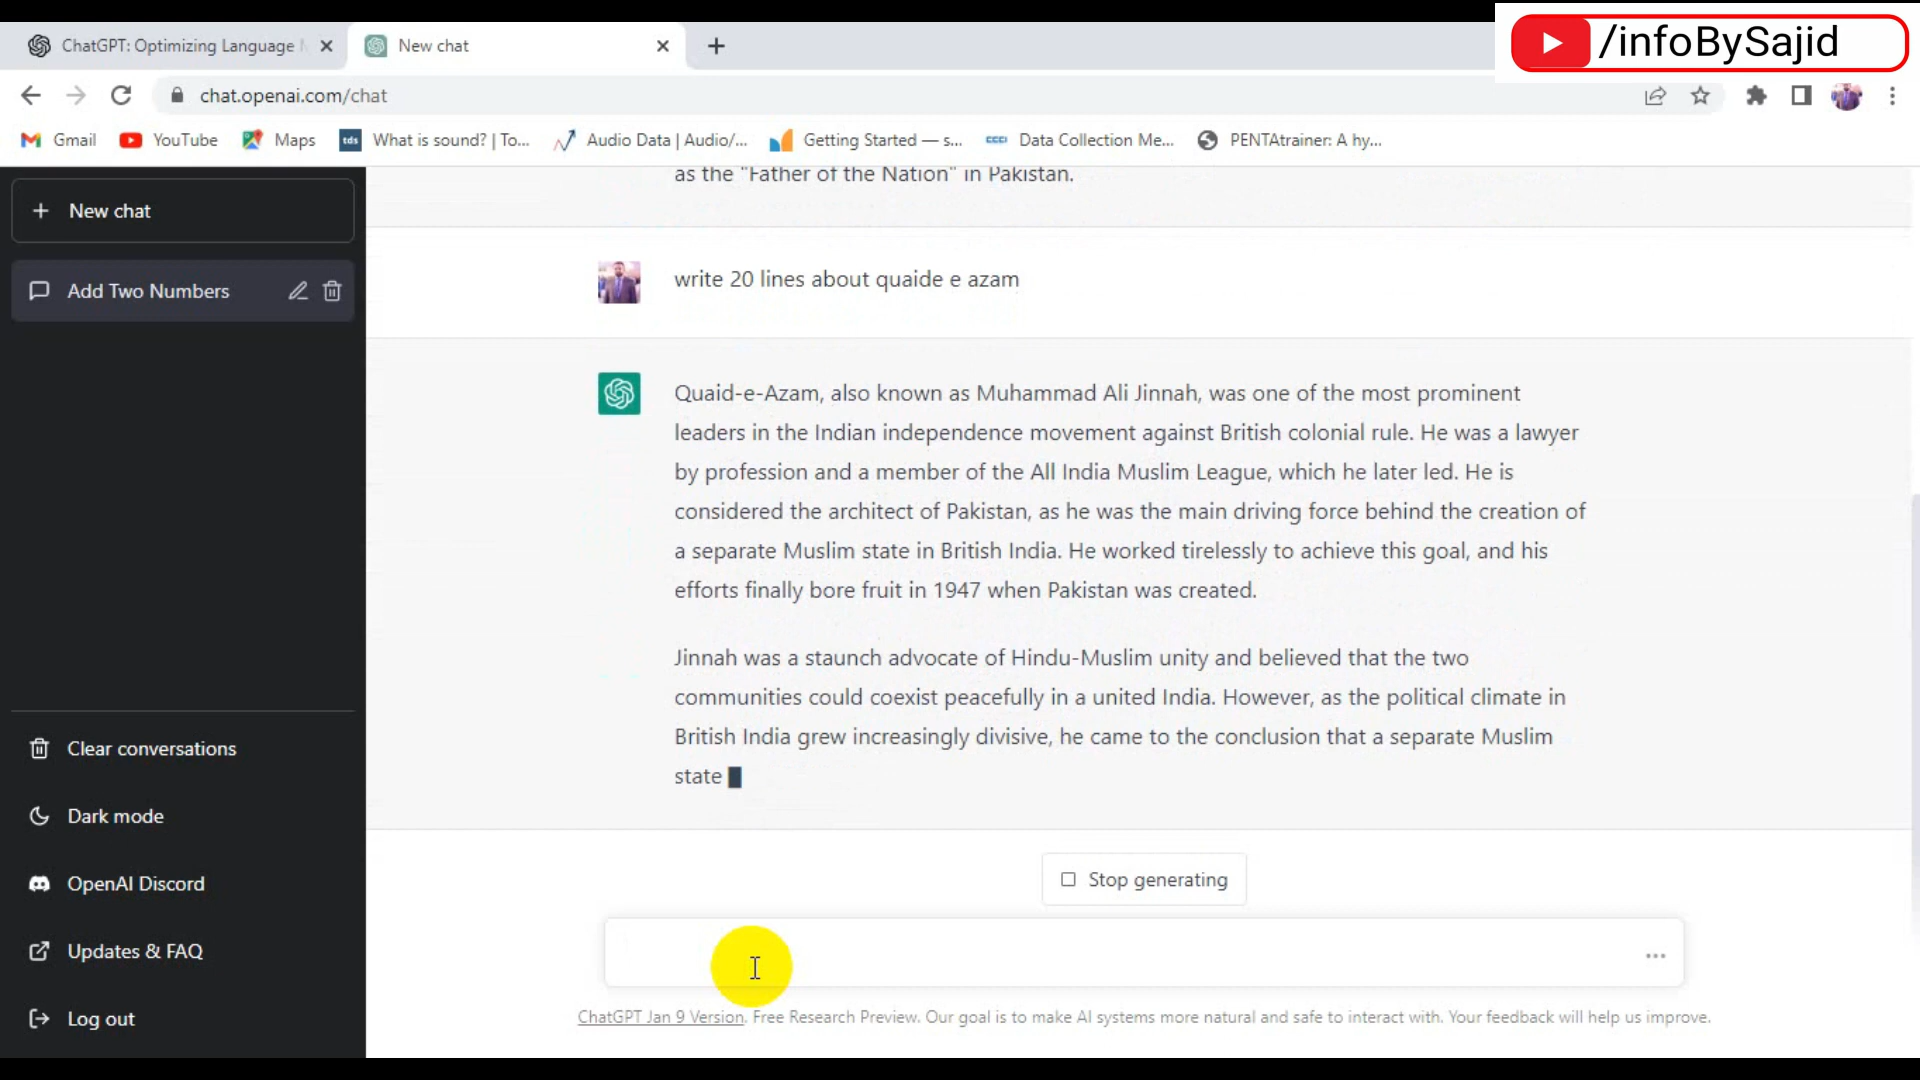 /infoBySajid
ChatGPT: Optimizing Language
New chat
chat.openai.com/chat
Gmail
YouTube
Maps
tds
What is sound? | To...
Audio Data | Audio/...
Getting Started — s...
Data Collection Me...
PENTAtrainer: A hy...
New chat
Add Two Numbers
Clear conversations
Dark mode
OpenAI Discord
Updates & FAQ
Log out
as the "Father of the Nation" in Pakistan.
write 20 lines about quaide e azam
Quaid-e-Azam, also known as Muhammad Ali Jinnah, was one of the most prominent
leaders in the Indian independence movement against British colonial rule. He was a lawyer
by profession and a member of the All India Muslim League, which he later led. He is
considered the architect of Pakistan, as he was the main driving force behind the creation of
a separate Muslim state in British India. He worked tirelessly to achieve this goal, and his
efforts finally bore fruit in 1947 when Pakistan was created.
Jinnah was a staunch advocate of Hindu-Muslim unity and believed that the two
communities could coexist peacefully in a united India. However, as the political climate in
British India grew increasingly divisive, he came to the conclusion that a separate Muslim
state
Stop generating
ChatGPT Jan 9 Version. Free Research Preview. Our goal is to make AI systems more natural and safe to interact with. Your feedback will help us improve.